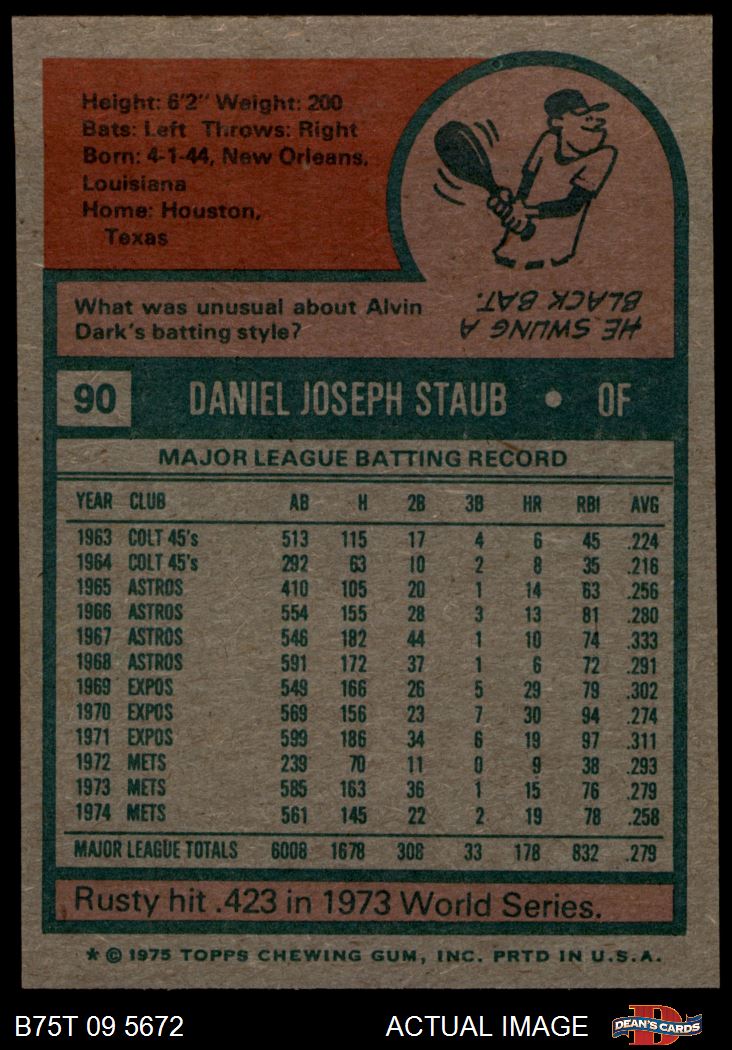 Height: 6'2" Weight: 200
Bats: Left Throws: Right
Born: 4-1-44, New Orleans,
Louisiana
Home: Houston,
Texas
What was unusual about Alvin
Dark's batting style?
HE SWUNG A
BLACK BAT.
90 DANIEL JOSEPH STAUB • OF
MAJOR LEAGUE BATTING RECORD
YEAR CLUB AB H 2B 3B HR RBI AVG
1963 COLT 45's 513 115 17 4 6 45 .224
1964 COLT 45's 292 63 10 2 8 35 .216
1965 ASTROS 410 105 20 1 14 63 .256
1966 ASTROS 554 155 28 3 13 81 .280
1967 ASTROS 546 182 44 1 10 74 .333
1968 ASTROS 591 172 37 1 6 72 .291
1969 EXPOS 549 166 26 5 29 79 .302
1970 EXPOS 569 156 23 7 30 94 .274
1971 EXPOS 599 186 34 6 19 97 .311
1972 METS 239 70 11 0 9 38 .293
1973 METS 585 163 36 1 15 76 .279
1974 METS 561 145 22 2 19 78 .258
MAJOR LEAGUE TOTALS 6008 1678 308 33 178 832 .279
Rusty hit .423 in 1973 World Series.
* © 1975 TOPPS CHEWING GUM, INC. PRTD IN U.S.A.
B75T 09 5672 ACTUAL IMAGE DEAN'S CARDS